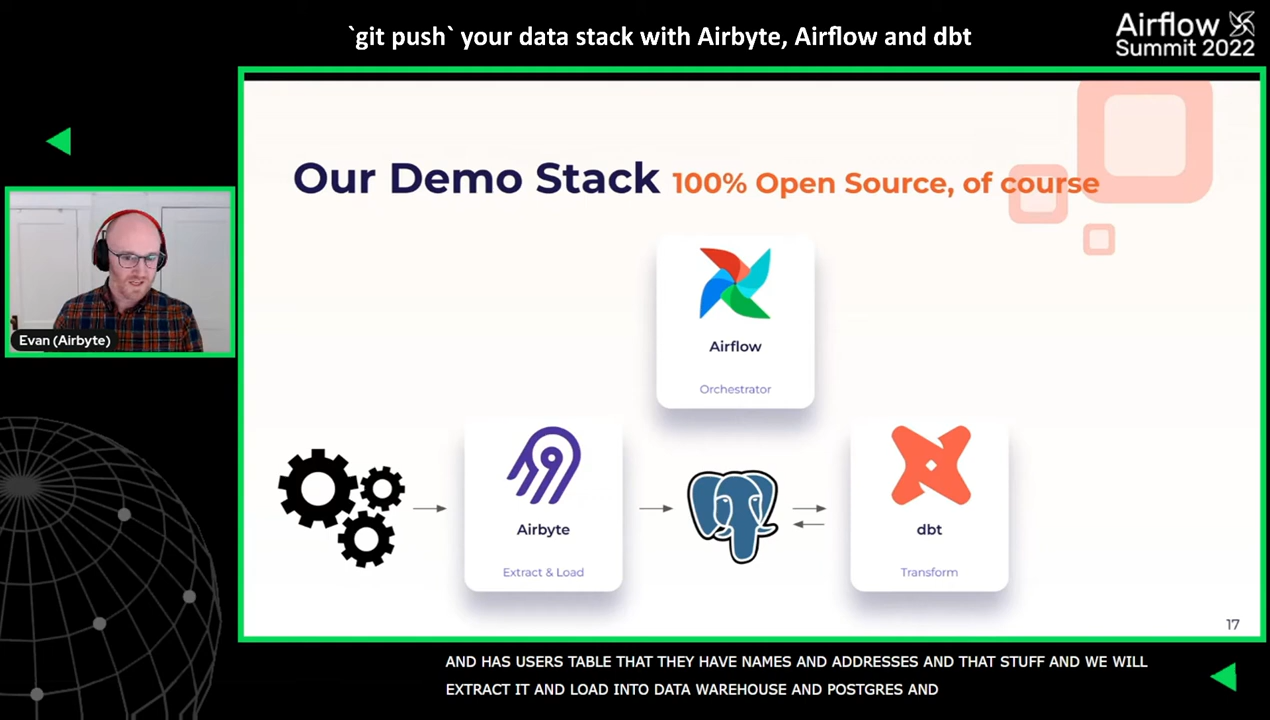 `git push` your data stack with Airbyte, Airflow and dbt
Airflow
Summit 2022
Our Demo Stack 100% Open Source, of course
Evan (Airbyte)
Airflow
Orchestrator
Airbyte
Extract & Load
dbt
Transform
17
AND HAS USERS TABLE THAT THEY HAVE NAMES AND ADDRESSES AND THAT STUFF AND WE WILL
EXTRACT IT AND LOAD INTO DATA WAREHOUSE AND POSTGRES AND